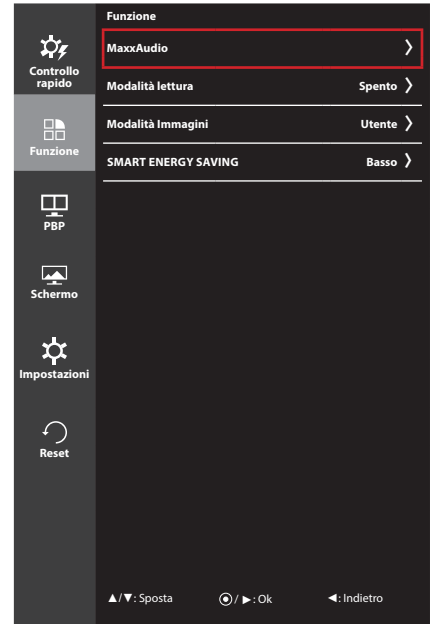 Funzione
MaxxAudio
Modalità lettura Spento
Modalità Immagini Utente
SMART ENERGY SAVING Basso
Controllo
rapido
Funzione
PBP
Schermo
Impostazioni
Reset
▲/▼: Sposta ⦿/ ►: Ok ◄: Indietro